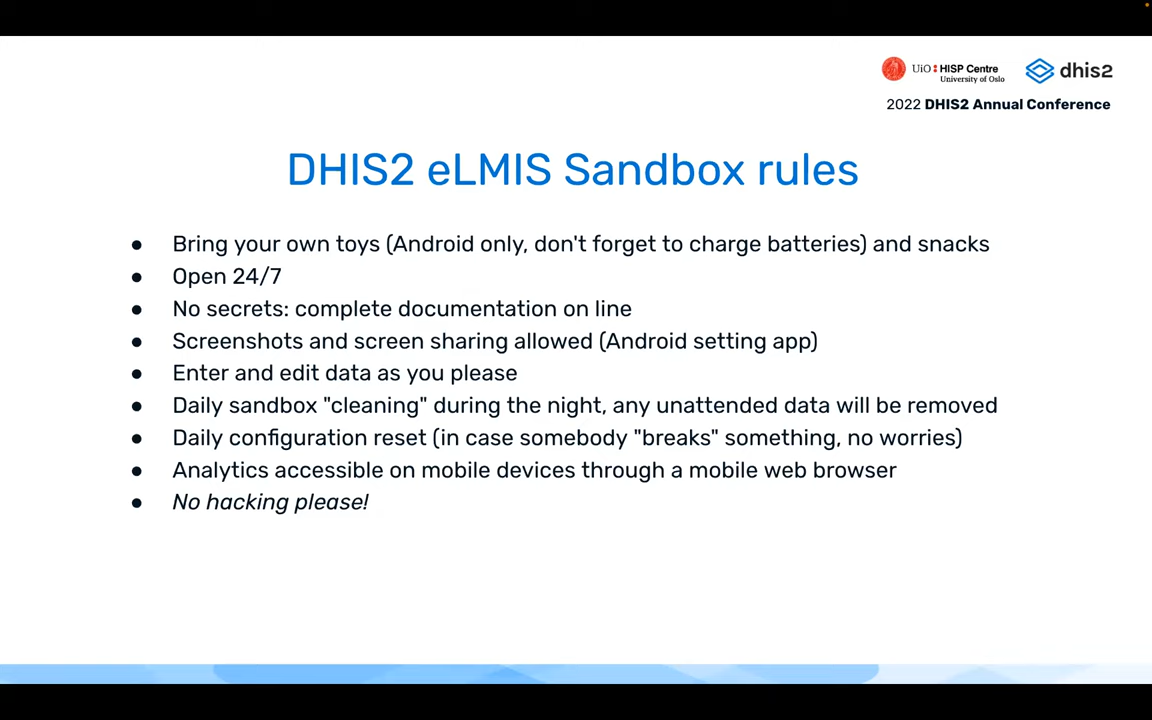 UiO HISP Centre
University of Oslo
dhis2
2022 DHIS2 Annual Conference
DHIS2 eLMIS Sandbox rules
● Bring your own toys (Android only, don't forget to charge batteries) and snacks
● Open 24/7
● No secrets: complete documentation on line
● Screenshots and screen sharing allowed (Android setting app)
● Enter and edit data as you please
● Daily sandbox "cleaning" during the night, any unattended data will be removed
● Daily configuration reset (in case somebody "breaks" something, no worries)
● Analytics accessible on mobile devices through a mobile web browser
● No hacking please!